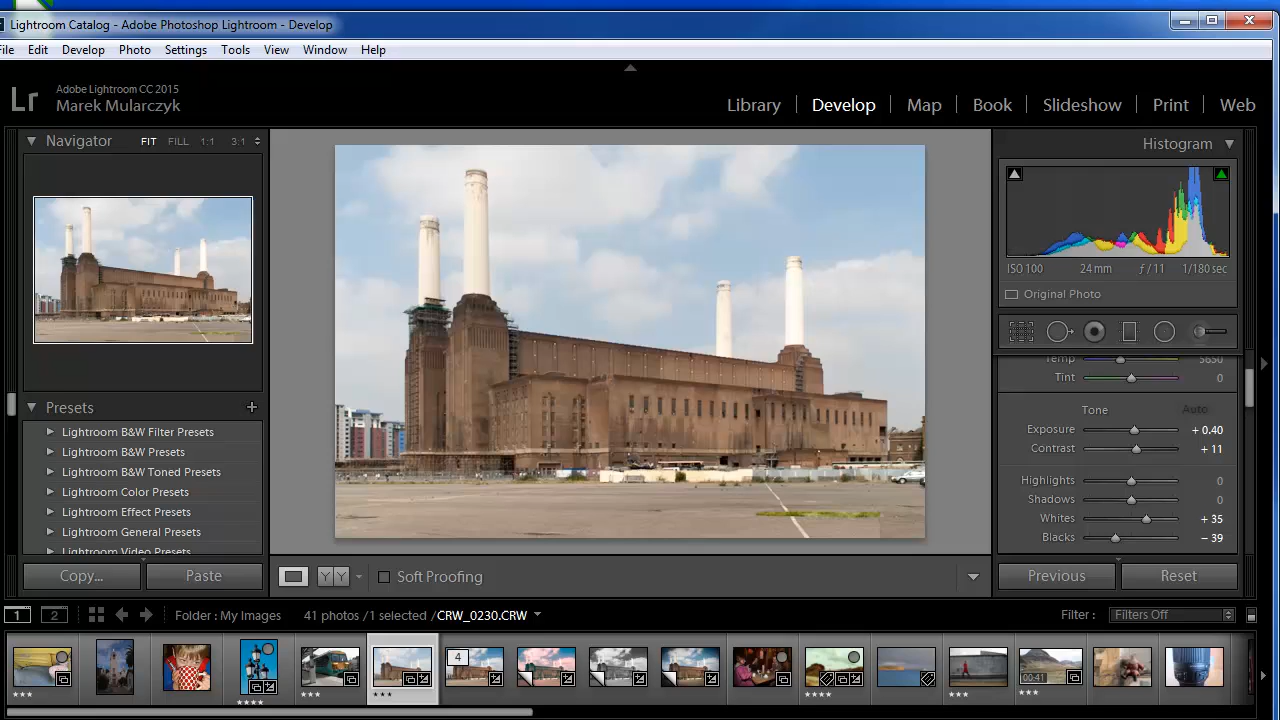 Lightroom Catalog - Adobe Photoshop Lightroom - Develop
File Edit Develop Photo Settings Tools View Window Help
Lr
Adobe Lightroom CC 2015
Marek Mularczyk
Library Develop Map Book Slideshow Print Web
Navigator FIT FILL 1:1 3:1
Histogram
ISO 100 24 mm ƒ / 11 1/180 sec
Original Photo
Temp 5650
Tint 0
Tone Auto
Exposure + 0.40
Contrast + 11
Highlights 0
Shadows 0
Whites + 35
Blacks – 39
Presets +
Lightroom B&W Filter Presets
Lightroom B&W Presets
Lightroom B&W Toned Presets
Lightroom Color Presets
Lightroom Effect Presets
Lightroom General Presets
Lightroom Video Presets
Copy... Paste
Y Y Soft Proofing
Previous Reset
1 2 Folder : My Images 41 photos /1 selected /CRW_0230.CRW Filter : Filters Off
4
00:41